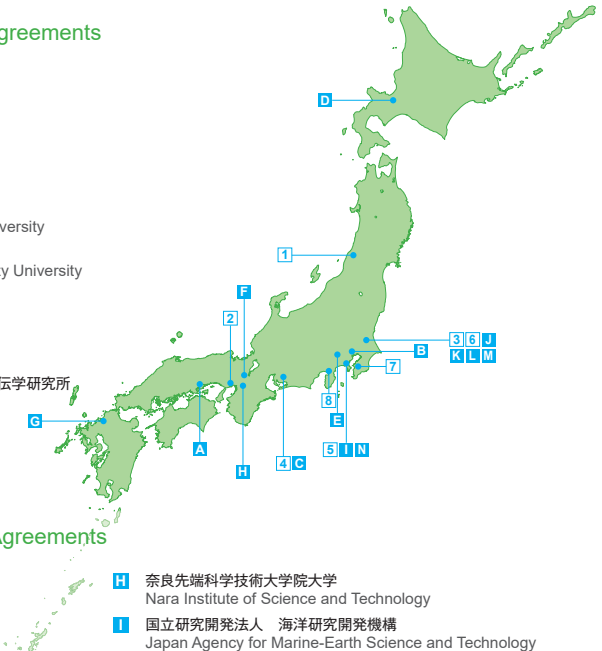 greements
D
versity
1
ty University
F
2
3 6 J
B
K L M
7
伝学研究所
8
G
E
A
5 I N
4 C
H
Agreements
H 奈良先端科学技術大学院大学
Nara Institute of Science and Technology
I 国立研究開発法人 海洋研究開発機構
Japan Agency for Marine-Earth Science and Technology